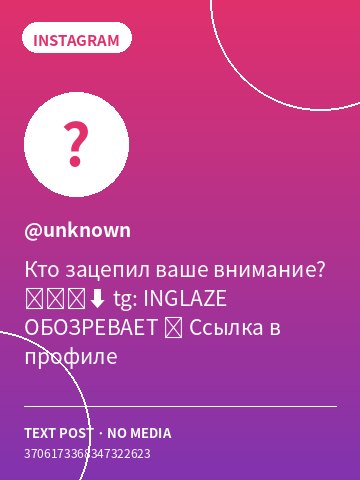 INSTAGRAM
?
@unknown
Кто зацепил ваше внимание?
⬇ tg: INGLAZE
ОБОЗРЕВАЕТ Ссылка в
профиле
TEXT POST · NO MEDIA
3706173368347322623